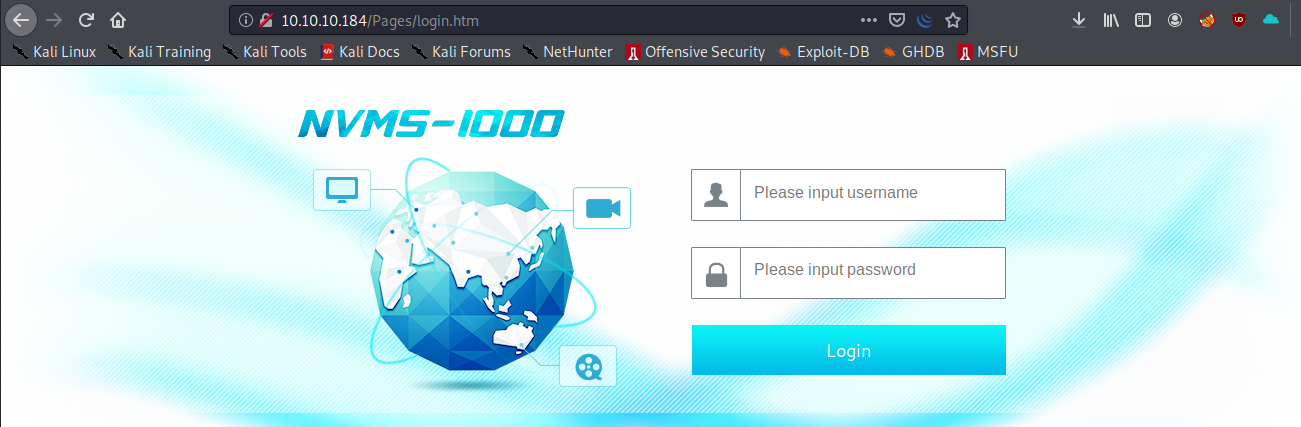 10.10.10.184/Pages/login.htm
Kali Linux Kali Training Kali Tools Kali Docs Kali Forums NetHunter Offensive Security Exploit-DB GHDB MSFU
NVMS-1000
Please input username
Please input password
Login